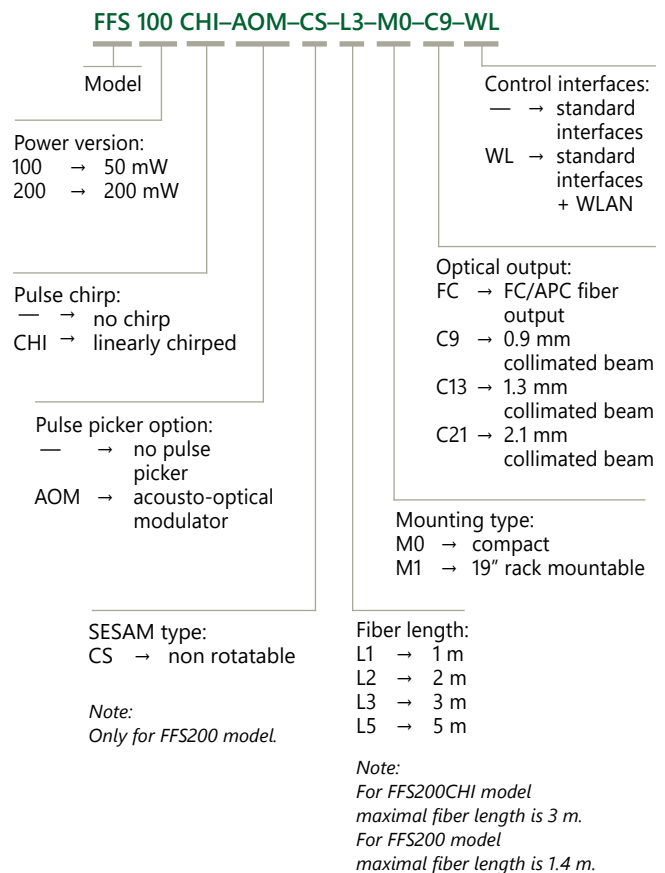 FFS 100 CHI–AOM–CS–L3–M0–C9–WL
Model
Power version:
100 → 50 mW
200 → 200 mW
Pulse chirp:
— → no chirp
CHI → linearly chirped
Pulse picker option:
— → no pulse
picker
AOM → acousto-optical
modulator
SESAM type:
CS → non rotatable
Note:
Only for FFS200 model.
Fiber length:
L1 → 1 m
L2 → 2 m
L3 → 3 m
L5 → 5 m
Note:
For FFS200CHI model
maximal fiber length is 3 m.
For FFS200 model
maximal fiber length is 1.4 m.
Mounting type:
M0 → compact
M1 → 19″ rack mountable
Optical output:
FC → FC/APC fiber
output
C9 → 0.9 mm
collimated beam
C13 → 1.3 mm
collimated beam
C21 → 2.1 mm
collimated beam
Control interfaces:
— → standard
interfaces
WL → standard
interfaces
+ WLAN